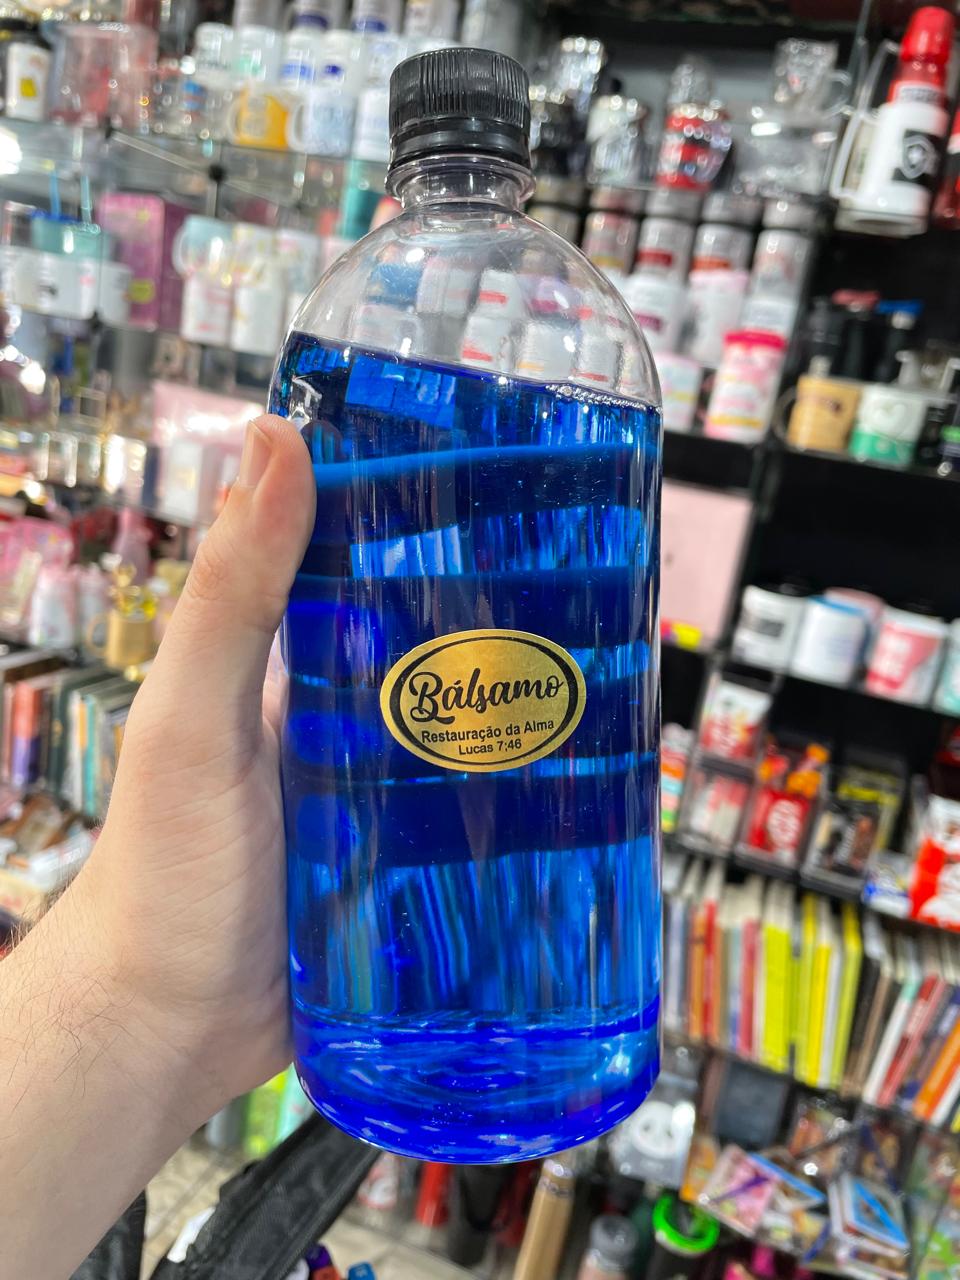 Bálsamo
Restauração da Alma
Lucas 7;46